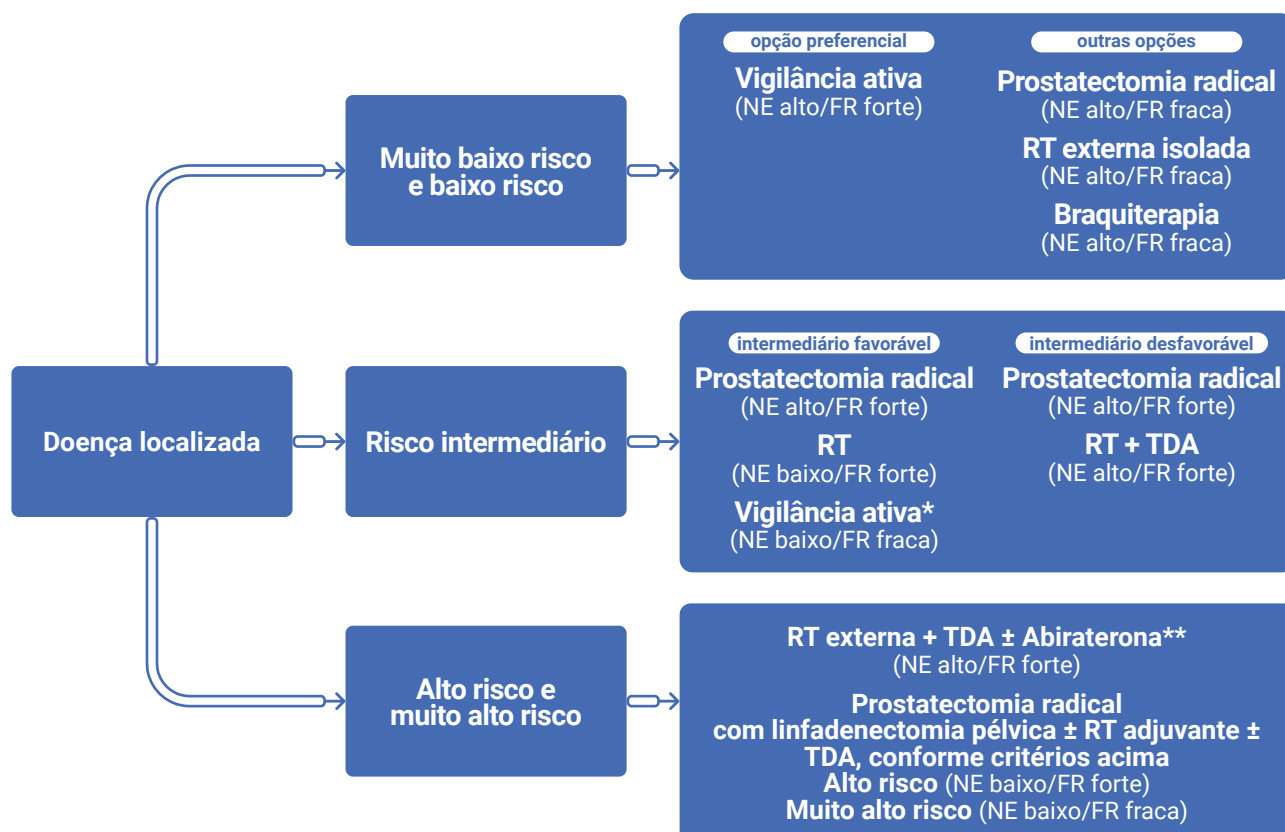 opção preferencial
Vigilância ativa
(NE alto/FR forte)
outras opções
Prostatectomia radical
(NE alto/FR fraca)
RT externa isolada
(NE alto/FR fraca)
Braquiterapia
(NE alto/FR fraca)
Muito baixo risco
e baixo risco
Doença localizada
Risco intermediário
intermediário favorável
Prostatectomia radical
(NE alto/FR forte)
RT
(NE baixo/FR forte)
Vigilância ativa*
(NE baixo/FR fraca)
intermediário desfavorável
Prostatectomia radical
(NE alto/FR forte)
RT + TDA
(NE alto/FR forte)
Alto risco e
muito alto risco
RT externa + TDA ± Abiraterona**
(NE alto/FR forte)
Prostatectomia radical
com linfadenectomia pélvica ± RT adjuvante ±
TDA, conforme critérios acima
Alto risco (NE baixo/FR forte)
Muito alto risco (NE baixo/FR fraca)